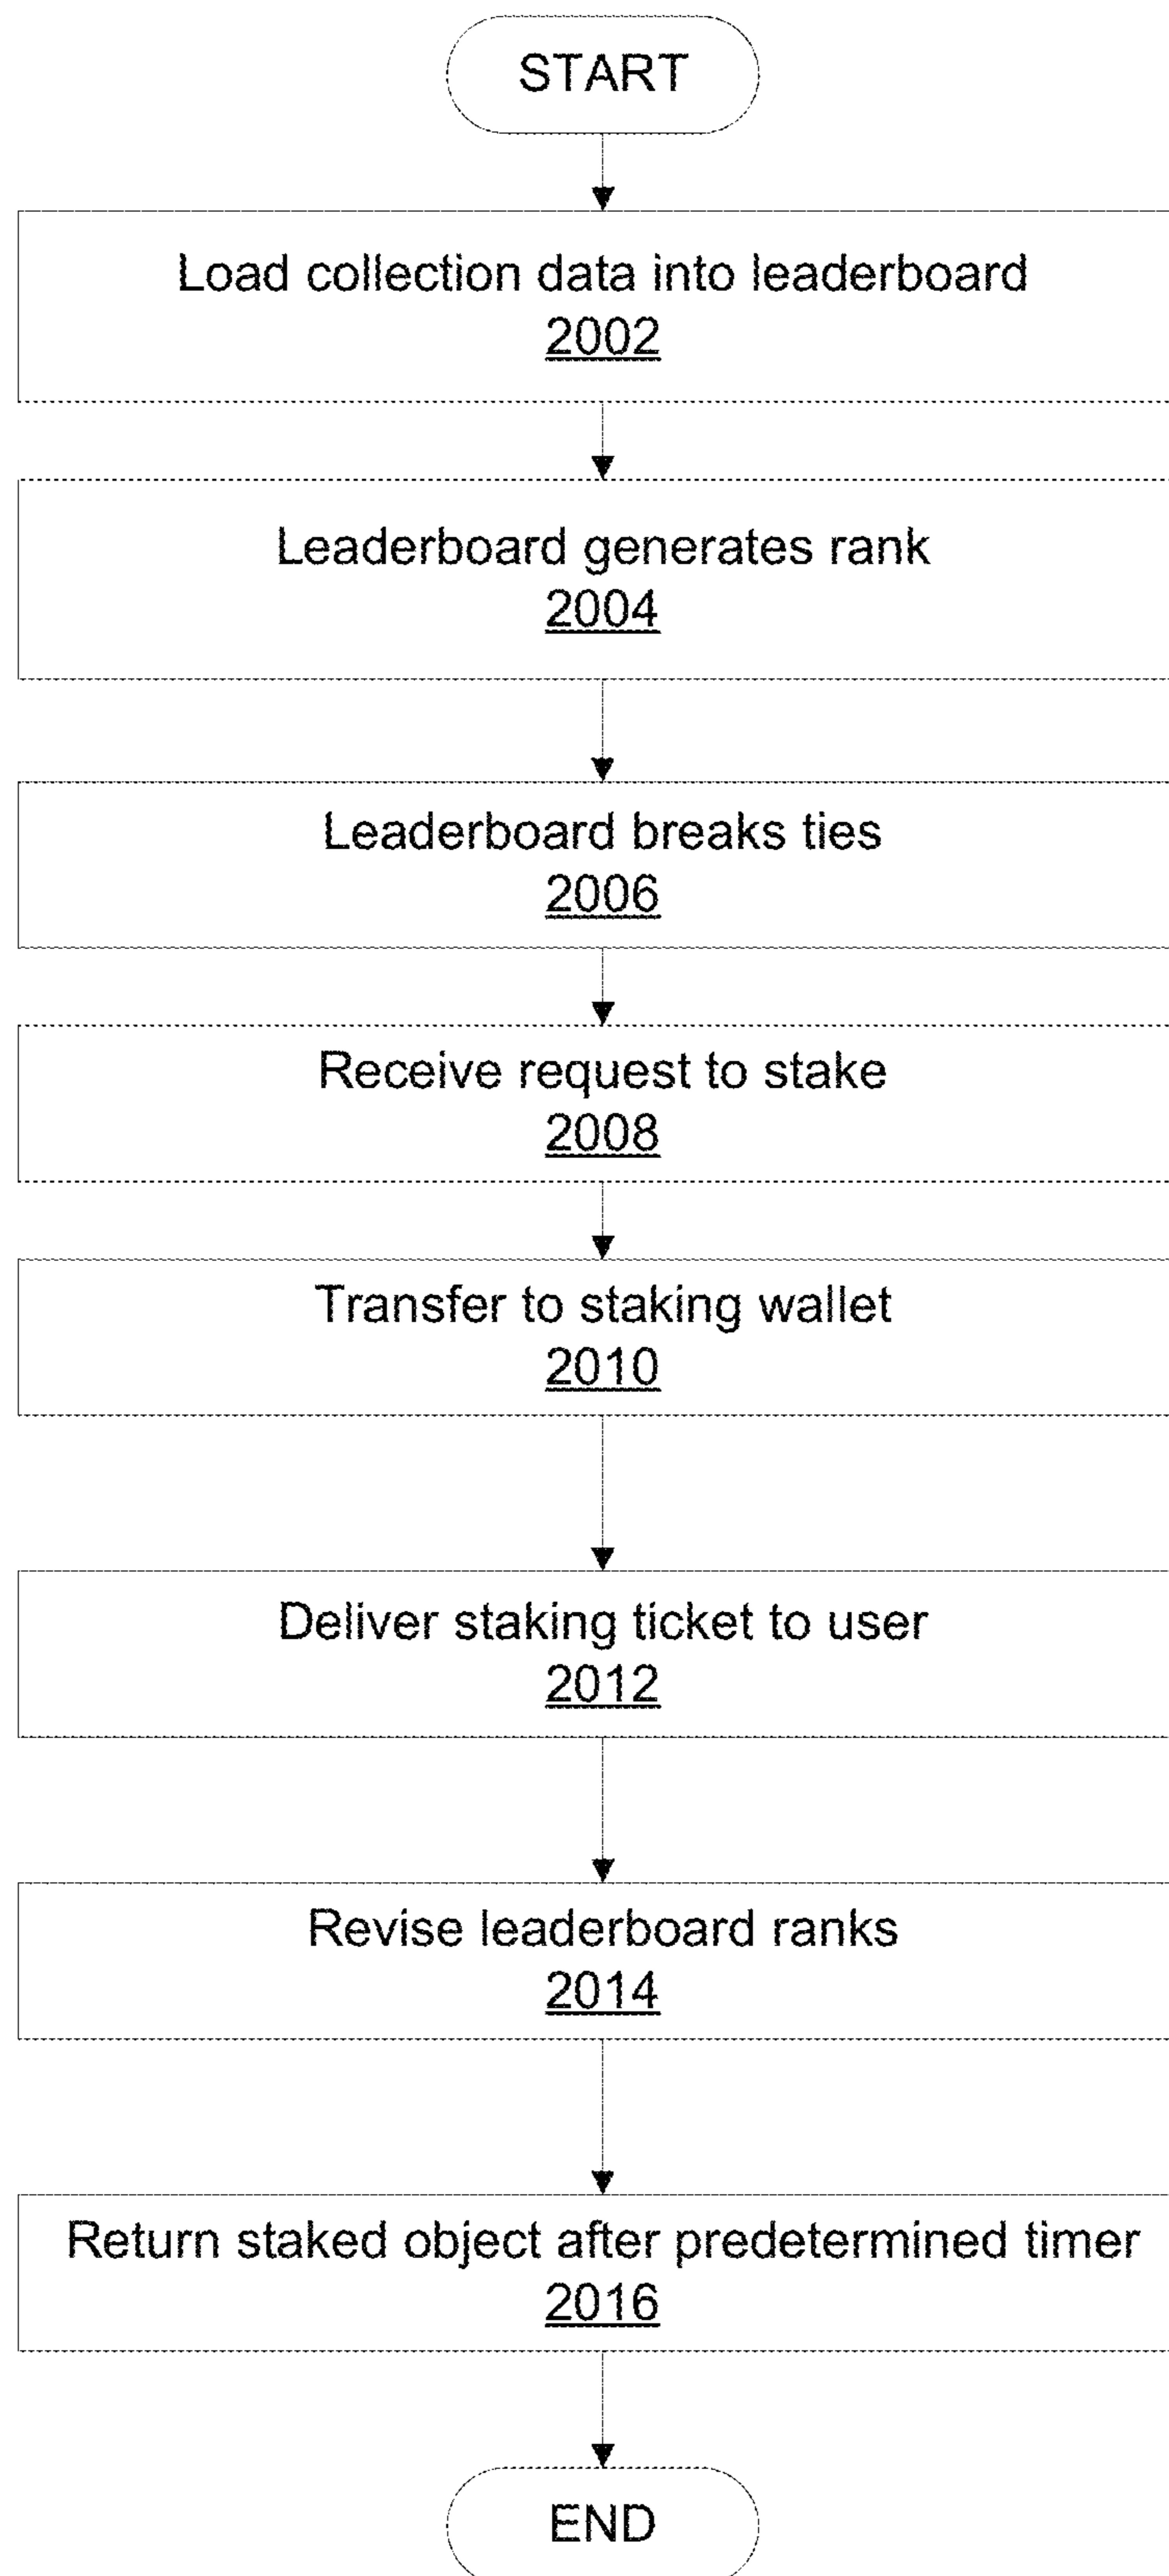 START
Load collection data into leaderboard
2002
Leaderboard generates rank
2004
Leaderboard breaks ties
2006
Receive request to stake
2008
Transfer to staking wallet
2010
Deliver staking ticket to user
2012
Revise leaderboard ranks
2014
Return staked object after predetermined timer
2016
END